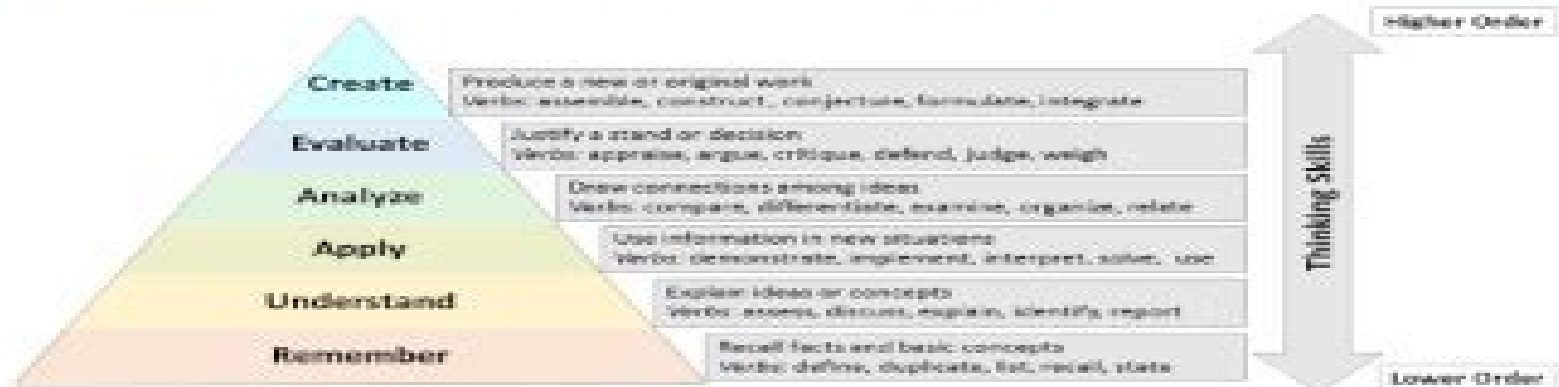 Higher Order
Create
Produce a new or original work
Verbs: assemble, construct, conjecture, formulate, integrate
Evaluate
Justify a stand or decision
Verbs: appraise, argue, critique, defend, judge, weigh
Analyze
Draw connections among ideas
Verbs: compare, differentiate, examine, organize, relate
Apply
Use information in new situations
Verbs: demonstrate, implement, interpret, solve, use
Understand
Explain ideas or concepts
Verbs: assess, discuss, explain, identify, report
Remember
Recall facts and basic concepts
Verbs: define, duplicate, list, recall, state
Thinking Skills
Lower Order